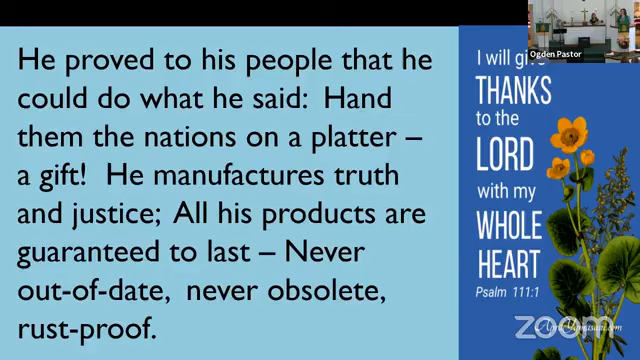 He proved to his people that he
could do what he said: Hand
them the nations on a platter –
a gift! He manufactures truth
and justice; All his products are
guaranteed to last – Never
out-of-date, never obsolete,
rust-proof.
Ogden Pastor
I will give
THANKS
to the
LORD
with my
WHOLE
HEART
Psalm 111:1
AprilYamasaki.com
zoom